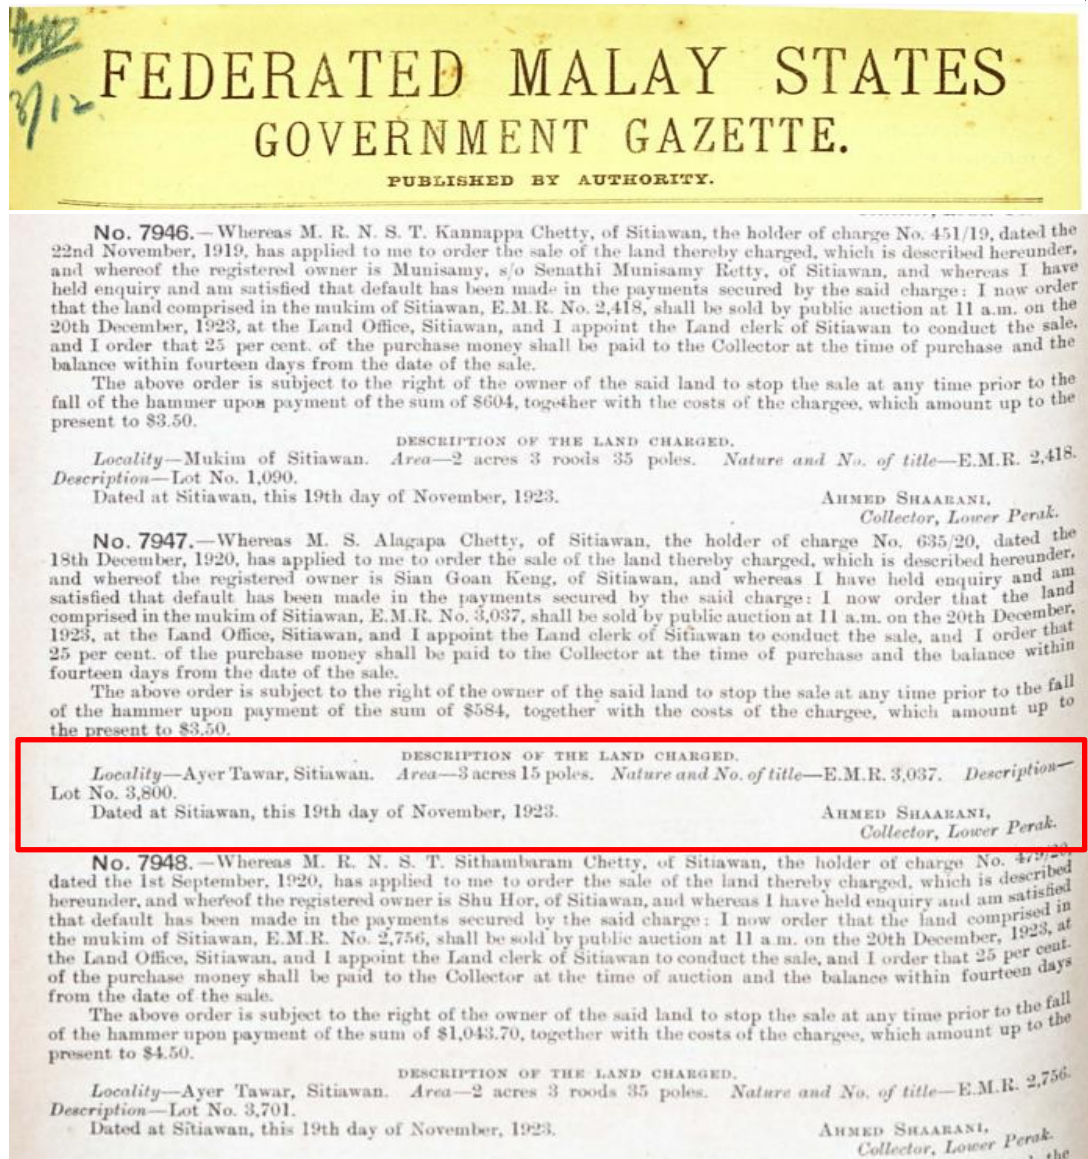 8/12
FEDERATED MALAY STATES
GOVERNMENT GAZETTE.
PUBLISHED BY AUTHORITY.
No. 7946.—Whereas M. R. N. S. T. Kannappa Chetty, of Sitiawan, the holder of charge No. 451/19, dated the
22nd November, 1919, has applied to me to order the sale of the land thereby charged, which is described hereunder,
and whereof the registered owner is Munisamy, s/o Senathi Munisamy Retty, of Sitiawan, and whereas I have
held enquiry and am satisfied that default has been made in the payments secured by the said charge: I now order
that the land comprised in the mukim of Sitiawan, E.M.R. No. 2,418, shall be sold by public auction at 11 a.m. on the
20th December, 1923, at the Land Office, Sitiawan, and I appoint the Land clerk of Sitiawan to conduct the sale,
and I order that 25 per cent. of the purchase money shall be paid to the Collector at the time of purchase and the
balance within fourteen days from the date of the sale.
The above order is subject to the right of the owner of the said land to stop the sale at any time prior to the
fall of the hammer upon payment of the sum of $604, together with the costs of the chargee, which amount up to the
present to $3.50.
DESCRIPTION OF THE LAND CHARGED.
Locality—Mukim of Sitiawan. Area—2 acres 3 roods 35 poles. Nature and No. of title—E.M.R. 2,418.
Description—Lot No. 1,090.
Dated at Sitiawan, this 19th day of November, 1923. AHMED SHAARANI,
Collector, Lower Perak.
No. 7947.—Whereas M. S. Alagapa Chetty, of Sitiawan, the holder of charge No. 635/20, dated the
18th December, 1920, has applied to me to order the sale of the land thereby charged, which is described hereunder,
and whereof the registered owner is Sian Goan Keng, of Sitiawan, and whereas I have held enquiry and am
satisfied that default has been made in the payments secured by the said charge: I now order that the land
comprised in the mukim of Sitiawan, E.M.R. No. 3,037, shall be sold by public auction at 11 a.m. on the 20th December,
1923, at the Land Office, Sitiawan, and I appoint the Land clerk of Sitiawan to conduct the sale, and I order that
25 per cent. of the purchase money shall be paid to the Collector at the time of purchase and the balance within
fourteen days from the date of the sale.
The above order is subject to the right of the owner of the said land to stop the sale at any time prior to the fall
of the hammer upon payment of the sum of $584, together with the costs of the chargee, which amount up to
the present to $3.50.
DESCRIPTION OF THE LAND CHARGED.
Locality—Ayer Tawar, Sitiawan. Area—3 acres 15 poles. Nature and No. of title—E.M.R. 3,037. Description—
Lot No. 3,800.
Dated at Sitiawan, this 19th day of November, 1923. AHMED SHAARANI,
Collector, Lower Perak.
No. 7948.—Whereas M. R. N. S. T. Sithambaram Chetty, of Sitiawan, the holder of charge No. 479/20,
dated the 1st September, 1920, has applied to me to order the sale of the land thereby charged, which is described
hereunder, and whereof the registered owner is Shu Hor, of Sitiawan, and whereas I have held enquiry and am satisfied
that default has been made in the payments secured by the said charge: I now order that the land comprised in
the mukim of Sitiawan, E.M.R. No. 2,756, shall be sold by public auction at 11 a.m. on the 20th December, 1923, at
the Land Office, Sitiawan, and I appoint the Land clerk of Sitiawan to conduct the sale, and I order that 25 per cent.
of the purchase money shall be paid to the Collector at the time of auction and the balance within fourteen days
from the date of the sale.
The above order is subject to the right of the owner of the said land to stop the sale at any time prior to the fall
of the hammer upon payment of the sum of $1,043.70, together with the costs of the chargee, which amount up to the
present to $4.50.
DESCRIPTION OF THE LAND CHARGED.
Locality—Ayer Tawar, Sitiawan. Area—2 acres 3 roods 35 poles. Nature and No. of title—E.M.R. 2,756.
Description—Lot No. 3,701.
Dated at Sitiawan, this 19th day of November, 1923. AHMED SHAARANI,
Collector, Lower Perak.
the